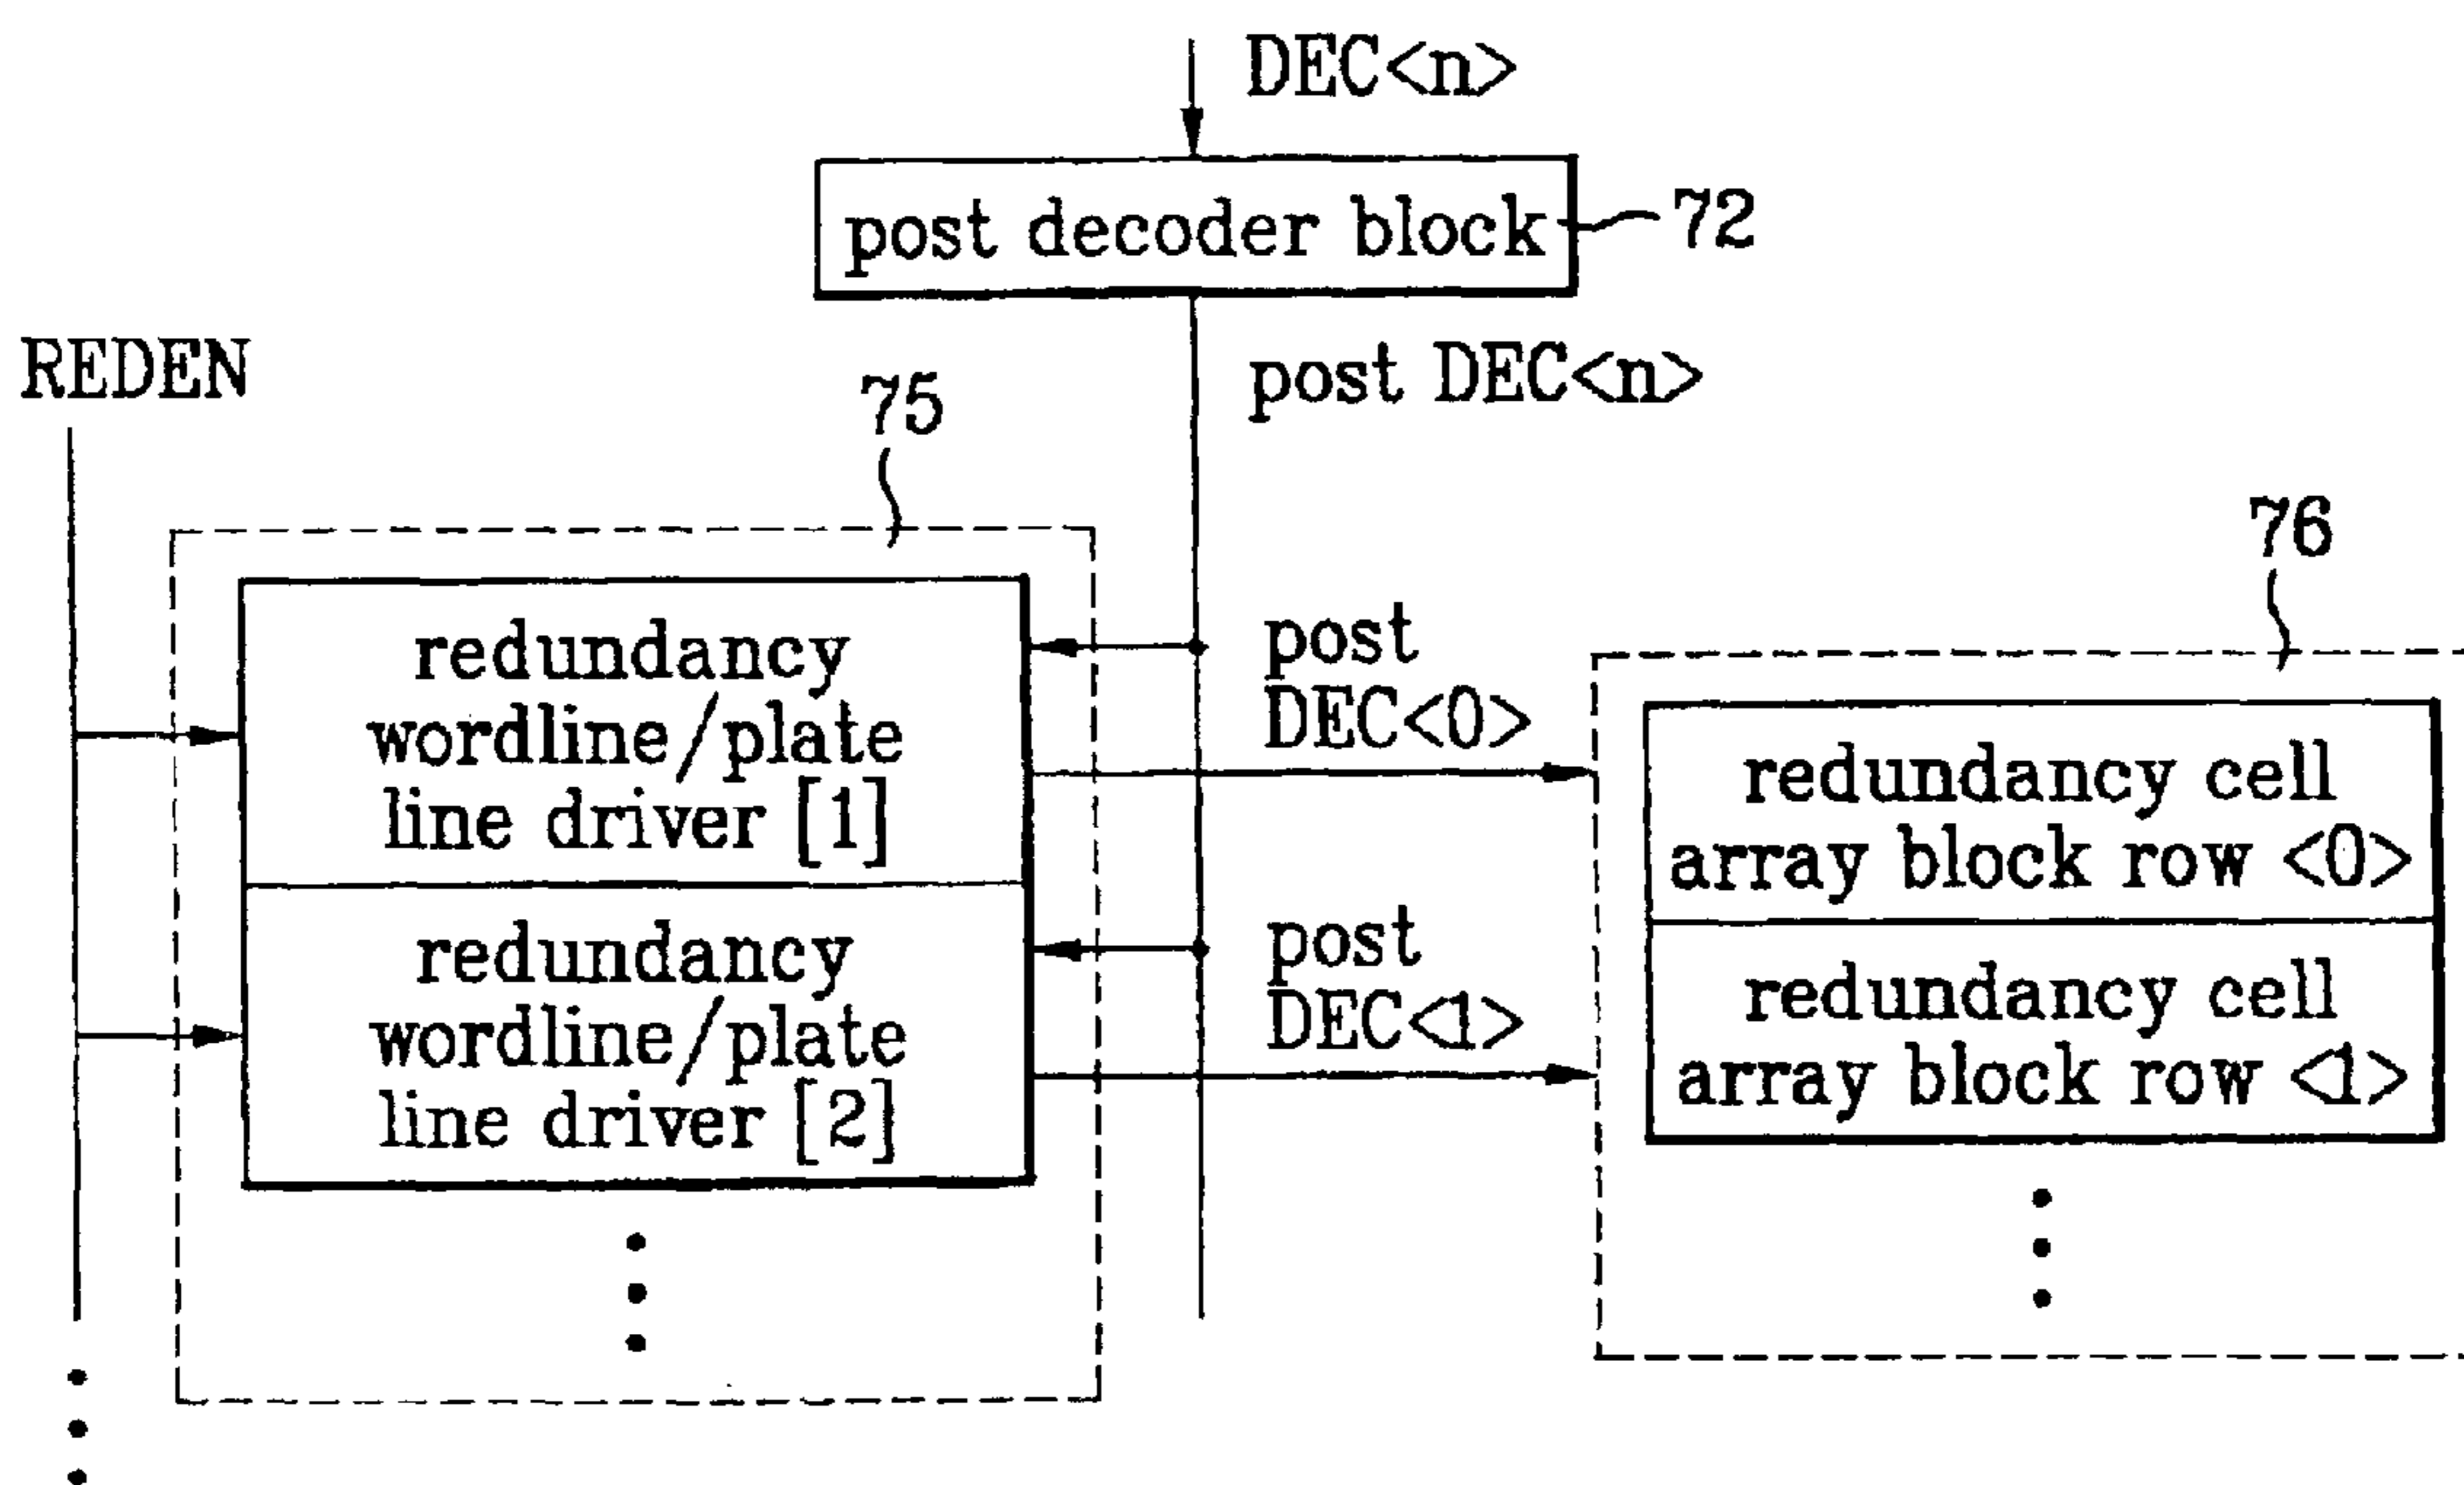 DEC<n>
post decoder block
72
REDEN
post DEC<n>
75
76
redundancy
wordline/plate
line driver [1]
post
DEC<0>
redundancy cell
array block row <0>
redundancy
wordline/plate
line driver [2]
post
DEC<1>
redundancy cell
array block row <1>